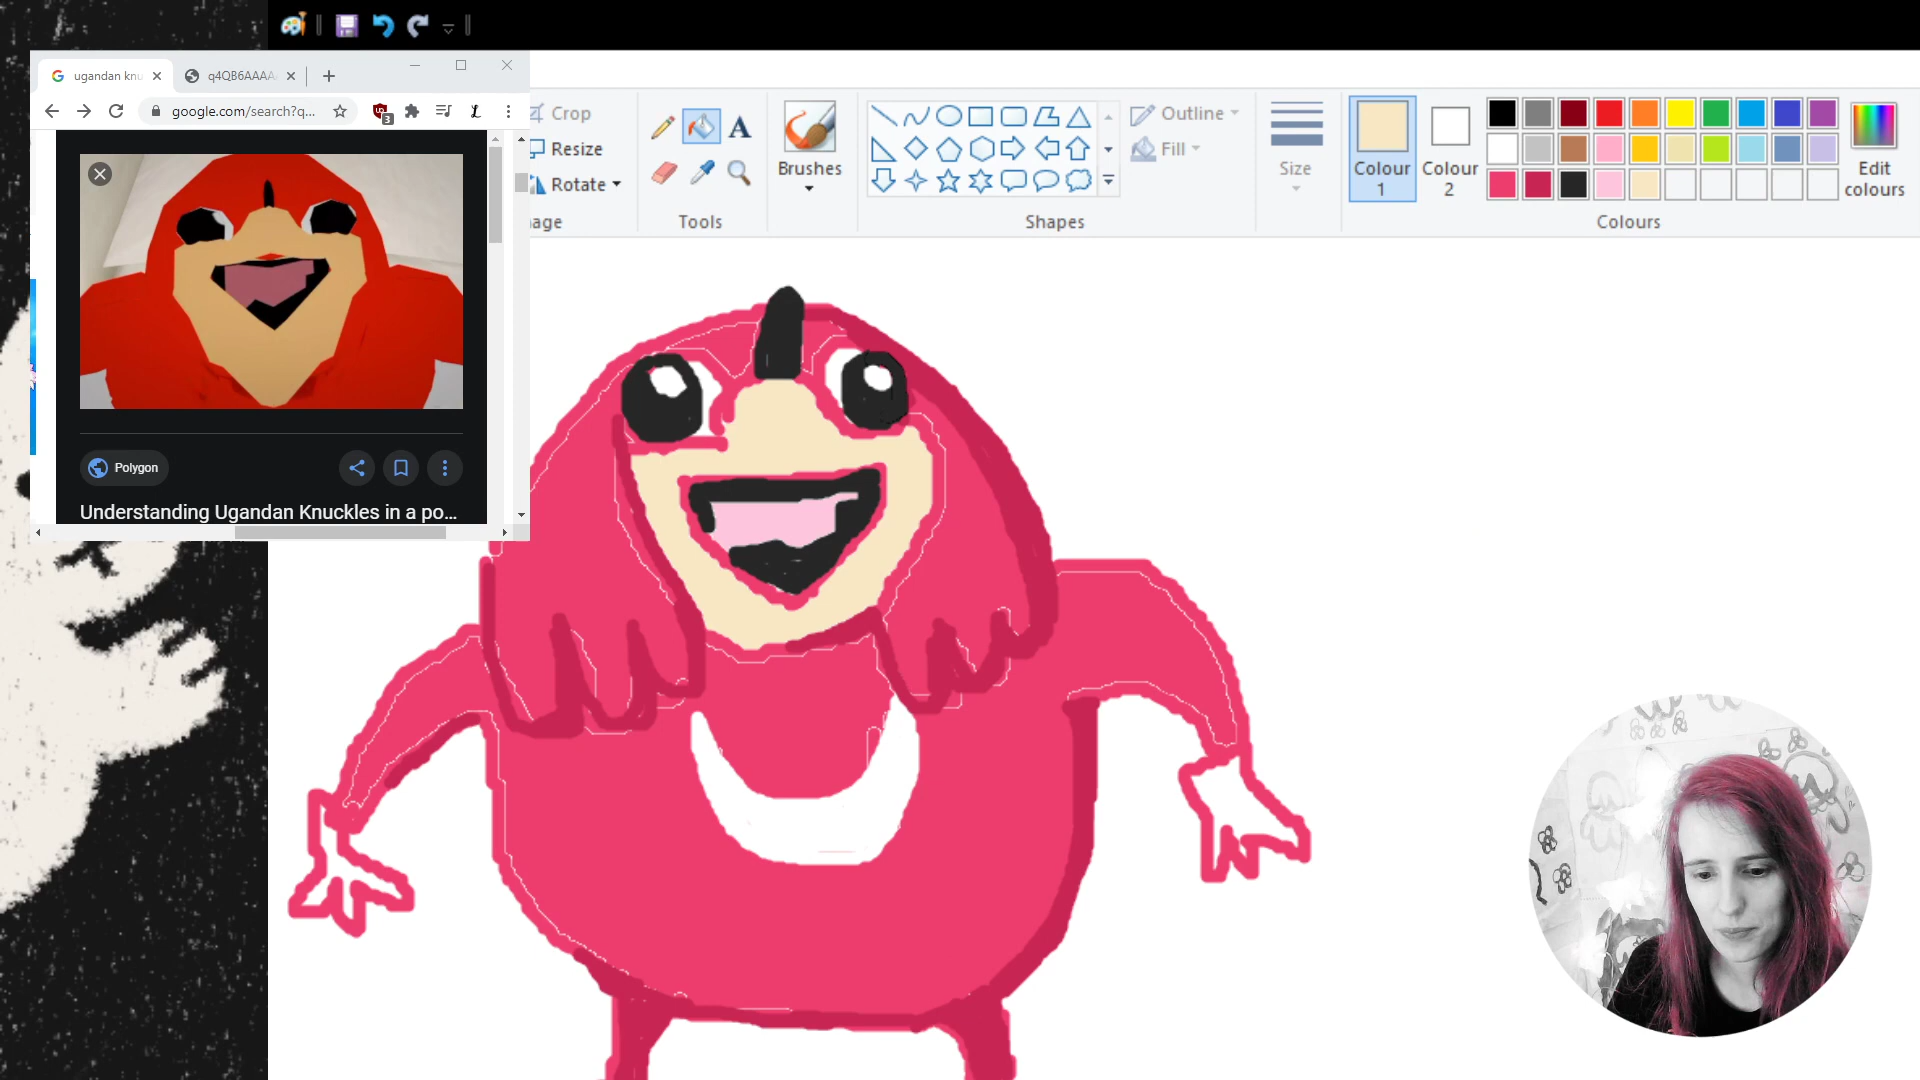 ugandan knu
q4QB6AAAA
google.com/search?q...
3
Polygon
Understanding Ugandan Knuckles in a po...
Crop
Resize
Rotate
age
A
Tools
Brushes
Shapes
Outline
Fill
Size
Colour
1
Colour
2
Edit
colours
Colours